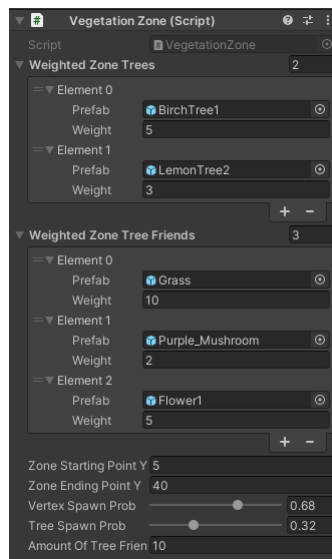 # Vegetation Zone (Script)
Script VegetationZone
Weighted Zone Trees 2
Element 0
Prefab BirchTree1
Weight 5
Element 1
Prefab LemonTree2
Weight 3
+ -
Weighted Zone Tree Friends 3
Element 0
Prefab Grass
Weight 10
Element 1
Prefab Purple_Mushroom
Weight 2
Element 2
Prefab Flower1
Weight 5
+ -
Zone Starting Point Y 5
Zone Ending Point Y 40
Vertex Spawn Prob 0.68
Tree Spawn Prob 0.32
Amount Of Tree Frien 10